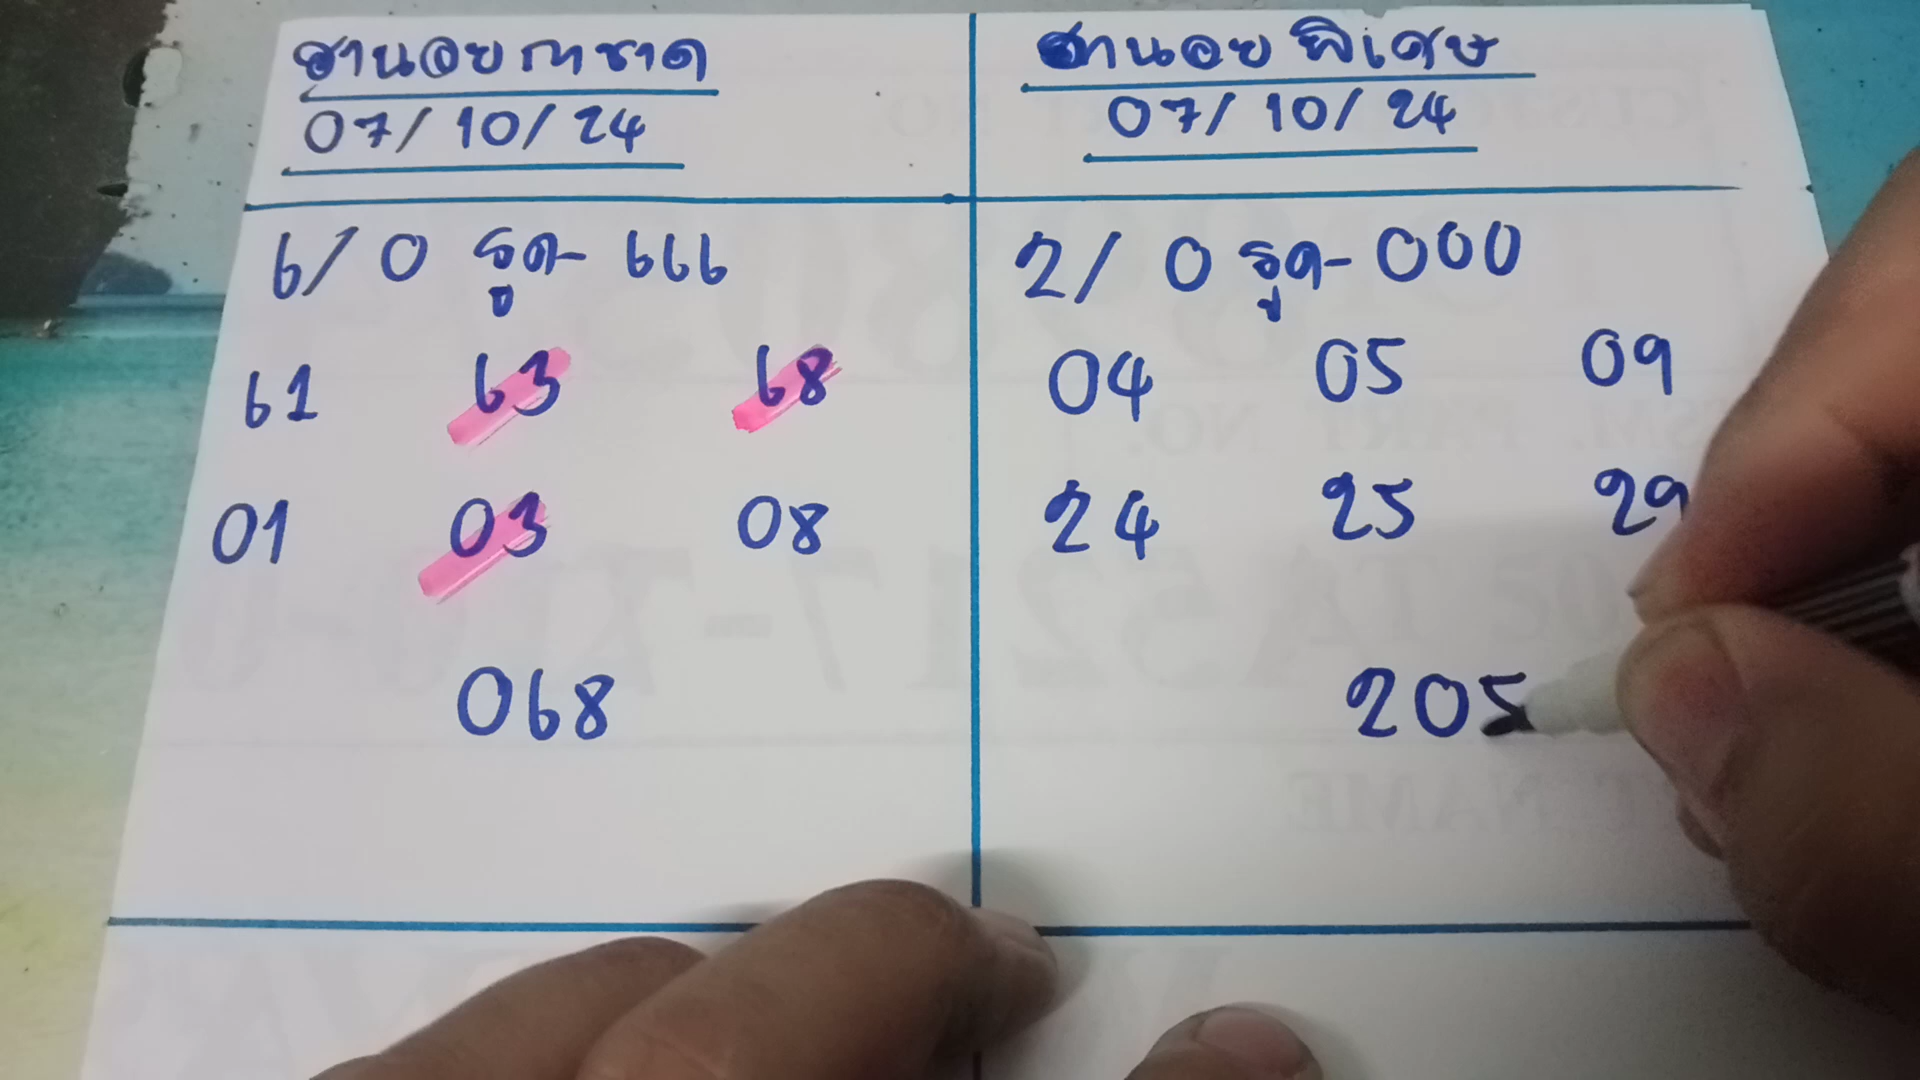 ฮานอยกาชาด
07/10/24
6/0 รูด- 666
61 63 68
01 03 08
068
ฮานอยพิเศษ
07/10/24
2/0 รูด- 000
04 05 09
24 25 29
205